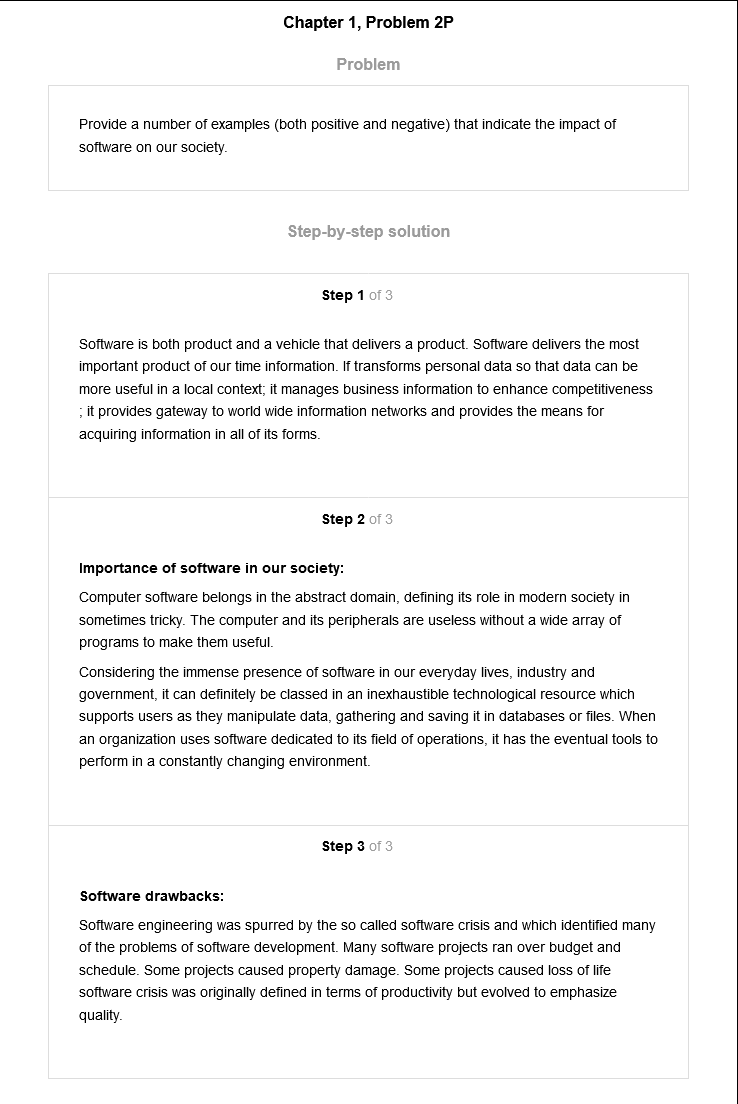 Chapter 1, Problem 2P
Problem
Provide a number of examples (both positive and negative) that indicate the impact of
software on our society.
Step-by-step solution
Step 1 of 3
Software is both product and a vehicle that delivers a product. Software delivers the most
important product of our time information. If transforms personal data so that data can be
more useful in a local context; it manages business information to enhance competitiveness
; it provides gateway to world wide information networks and provides the means for
acquiring information in all of its forms.
Step 2 of 3
Importance of software in our society:
Computer software belongs in the abstract domain, defining its role in modern society in
sometimes tricky. The computer and its peripherals are useless without a wide array of
programs to make them useful.
Considering the immense presence of software in our everyday lives, industry and
government, it can definitely be classed in an inexhaustible technological resource which
supports users as they manipulate data, gathering and saving it in databases or files. When
an organization uses software dedicated to its field of operations, it has the eventual tools to
perform in a constantly changing environment.
Step 3 of 3
Software drawbacks:
Software engineering was spurred by the so called software crisis and which identified many
of the problems of software development. Many software projects ran over budget and
schedule. Some projects caused property damage. Some projects caused loss of life
software crisis was originally defined in terms of productivity but evolved to emphasize
quality.